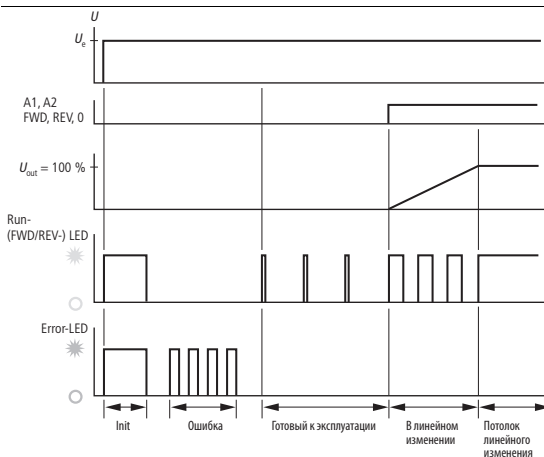 U
Ue
A1, A2
FWD, REV, 0
Uout = 100 %
Run-
(FWD/REV-) LED
Error-LED
Init
Ошибка
Готовый к эксплуатации
В линейном
изменении
Потолок
линейного
изменения